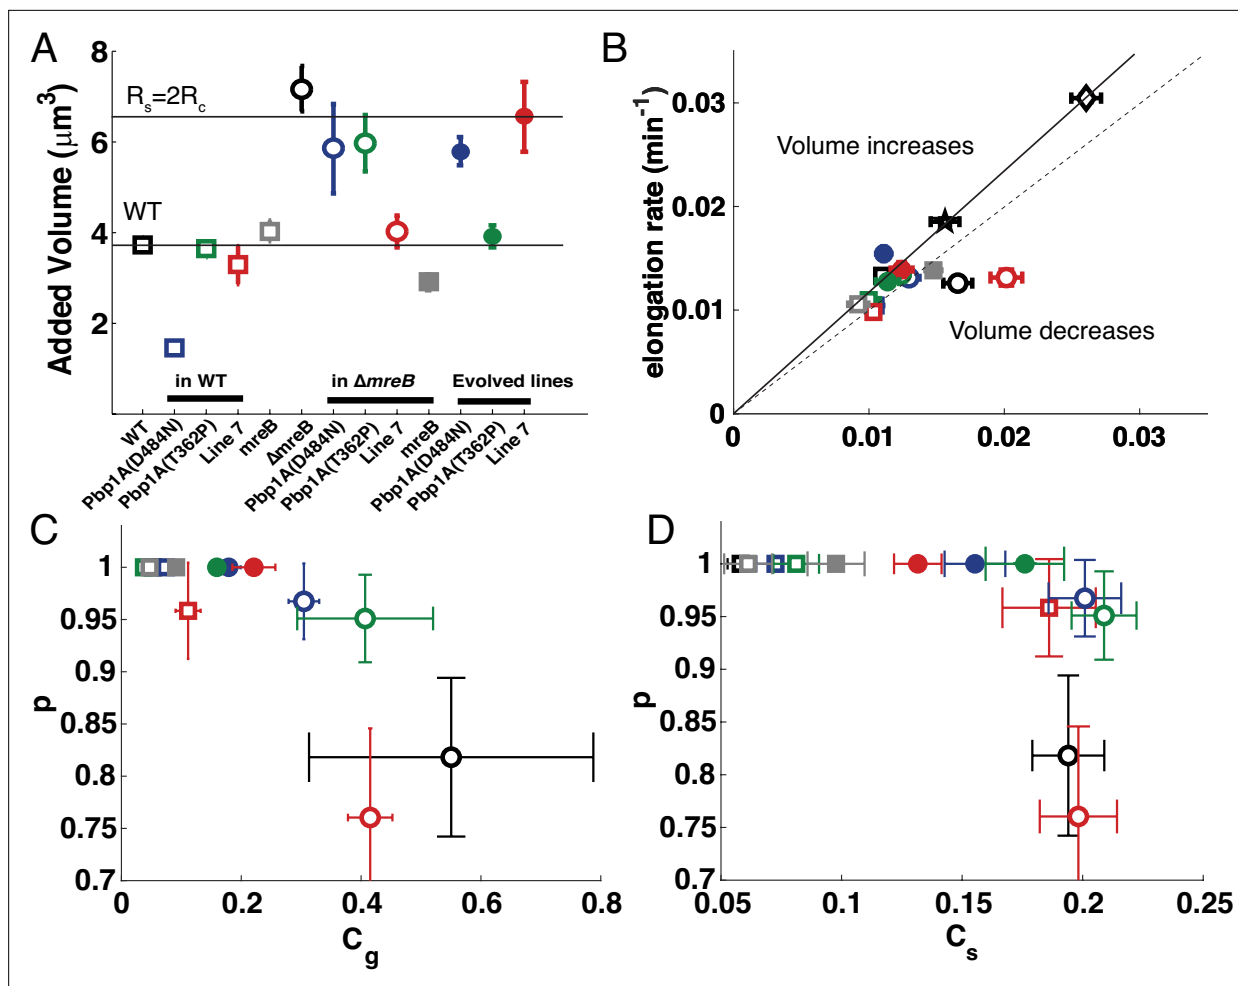 A
Added Volume (μm³)
8
6
4
2
R_s=2R_c
WT
in WT
in ΔmreB
Evolved lines
WT
Pbp1A(D484N)
Pbp1A(T362P)
Line 7
mreB
ΔmreB
Pbp1A(D484N)
Pbp1A(T362P)
Line 7
mreB
Pbp1A(D484N)
Pbp1A(T362P)
Line 7
B
elongation rate (min⁻¹)
0.03
0.02
0.01
0
Volume increases
Volume decreases
0
0.01
0.02
0.03
C
p
1
0.95
0.9
0.85
0.8
0.75
0.7
0
0.2
0.4
0.6
0.8
C_g
D
p
1
0.95
0.9
0.85
0.8
0.75
0.7
0.05
0.1
0.15
0.2
0.25
C_s